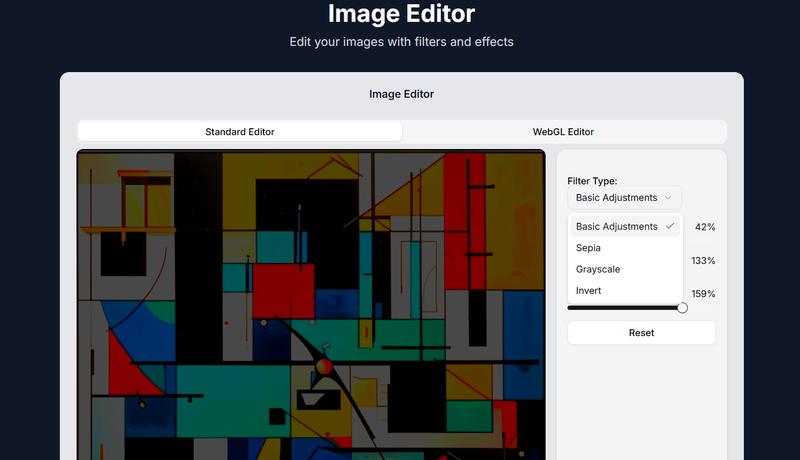 Image Editor
Edit your images with filters and effects
Image Editor
Standard Editor
WebGL Editor
Filter Type:
Basic Adjustments
Basic Adjustments
42%
Sepia
133%
Grayscale
Invert
159%
Reset